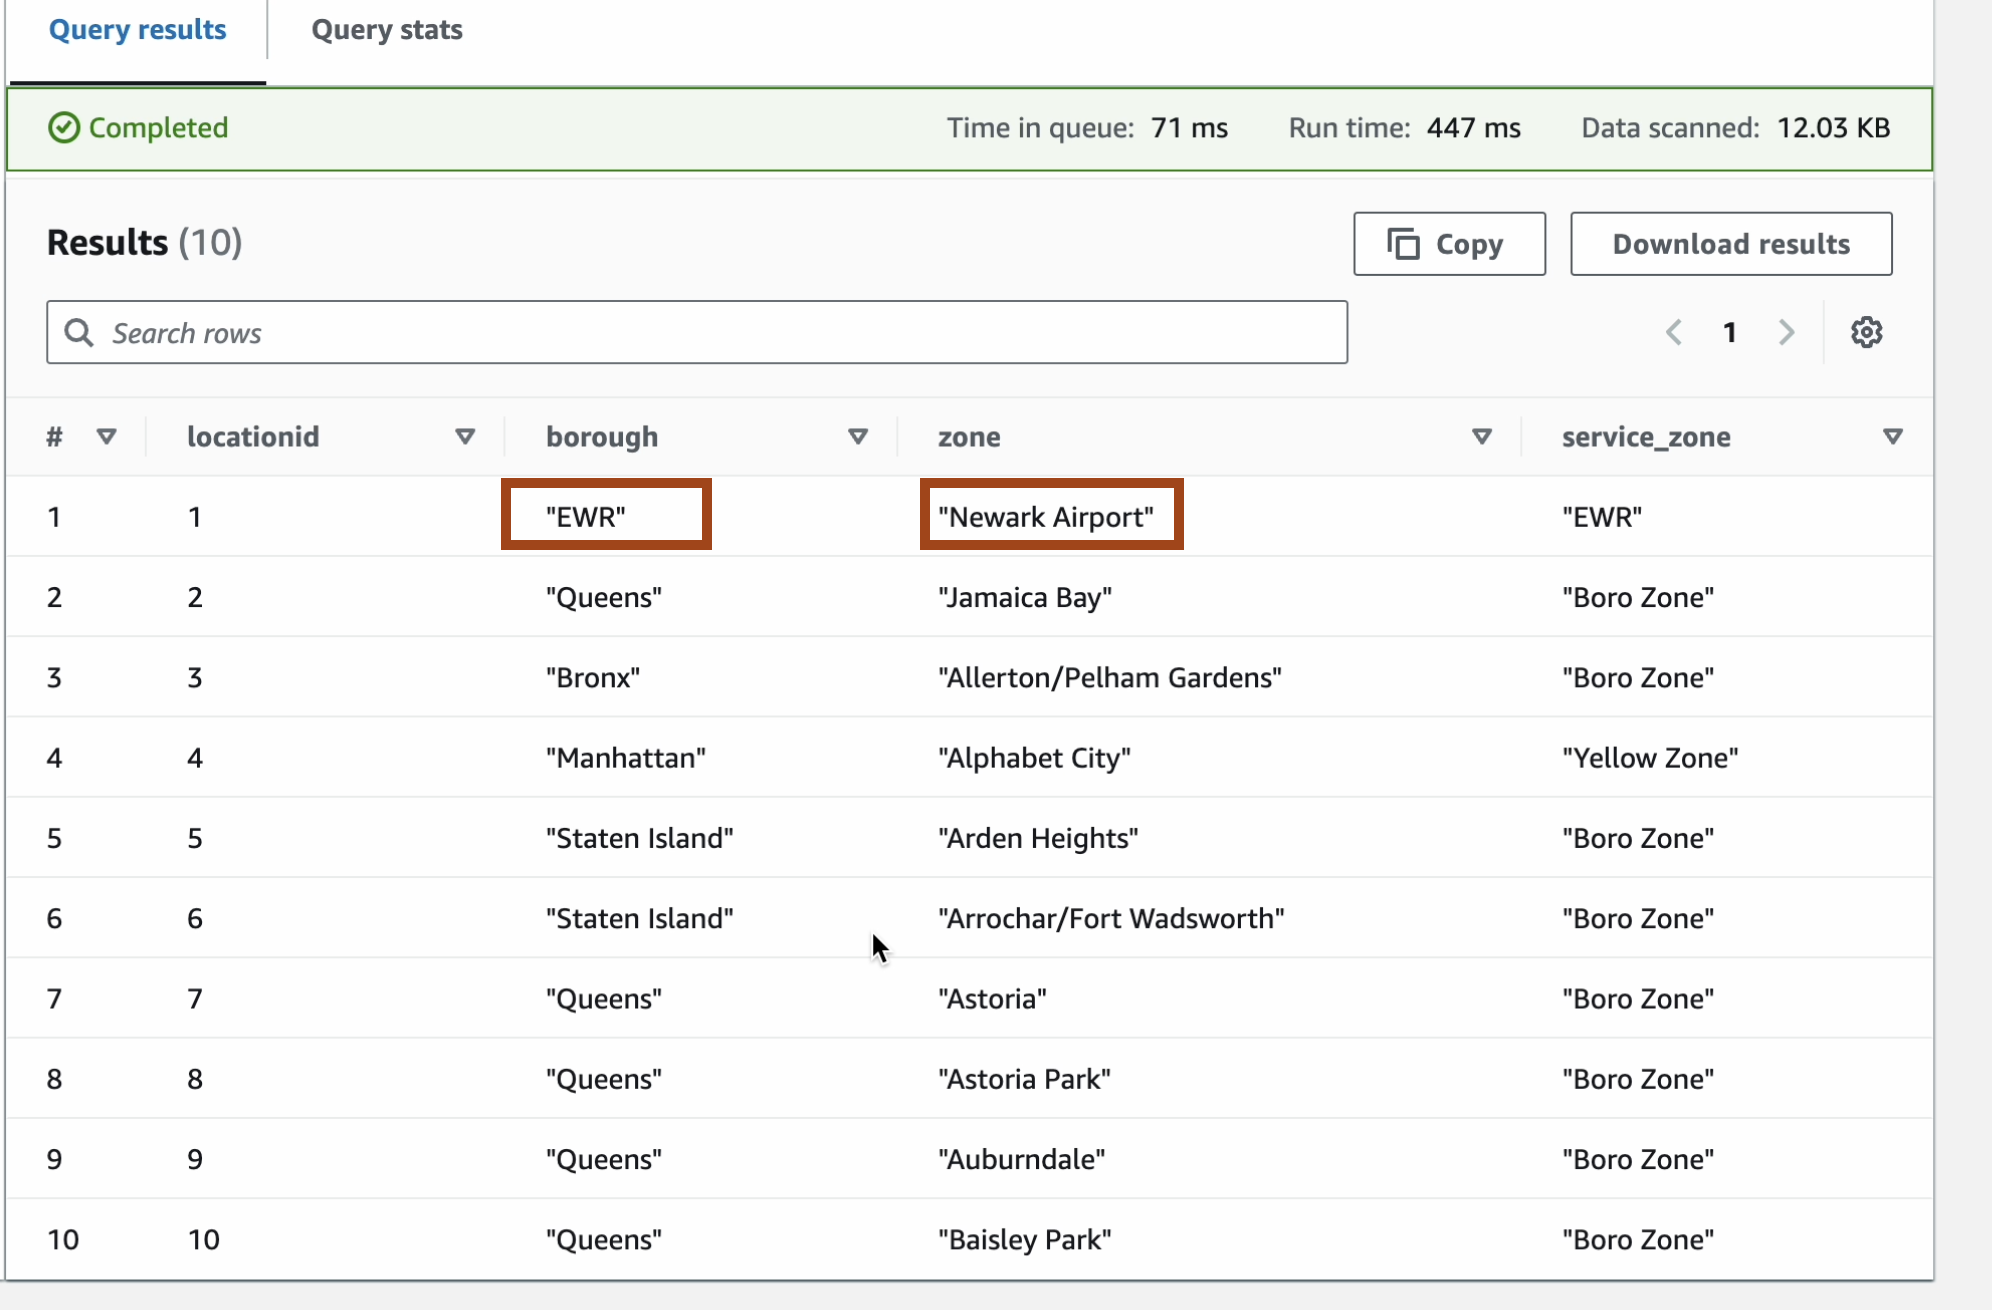 Query results Query stats
Completed Time in queue: 71 ms Run time: 447 ms Data scanned: 12.03 KB
Results (10) Copy Download results
Search rows 1
# locationid borough zone service_zone
1 1 "EWR" "Newark Airport" "EWR"
2 2 "Queens" "Jamaica Bay" "Boro Zone"
3 3 "Bronx" "Allerton/Pelham Gardens" "Boro Zone"
4 4 "Manhattan" "Alphabet City" "Yellow Zone"
5 5 "Staten Island" "Arden Heights" "Boro Zone"
6 6 "Staten Island" "Arrochar/Fort Wadsworth" "Boro Zone"
7 7 "Queens" "Astoria" "Boro Zone"
8 8 "Queens" "Astoria Park" "Boro Zone"
9 9 "Queens" "Auburndale" "Boro Zone"
10 10 "Queens" "Baisley Park" "Boro Zone"